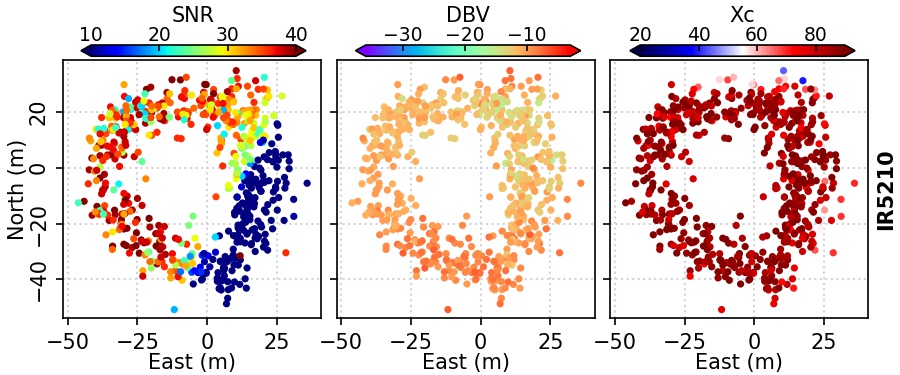 SNR DBV Xc
10 20 30 40 −30 −20 −10 20 40 60 80
20
0
−20
−40
North (m)
IR5210
−50 −25 0 25 −50 −25 0 25 −50 −25 0 25
East (m) East (m) East (m)